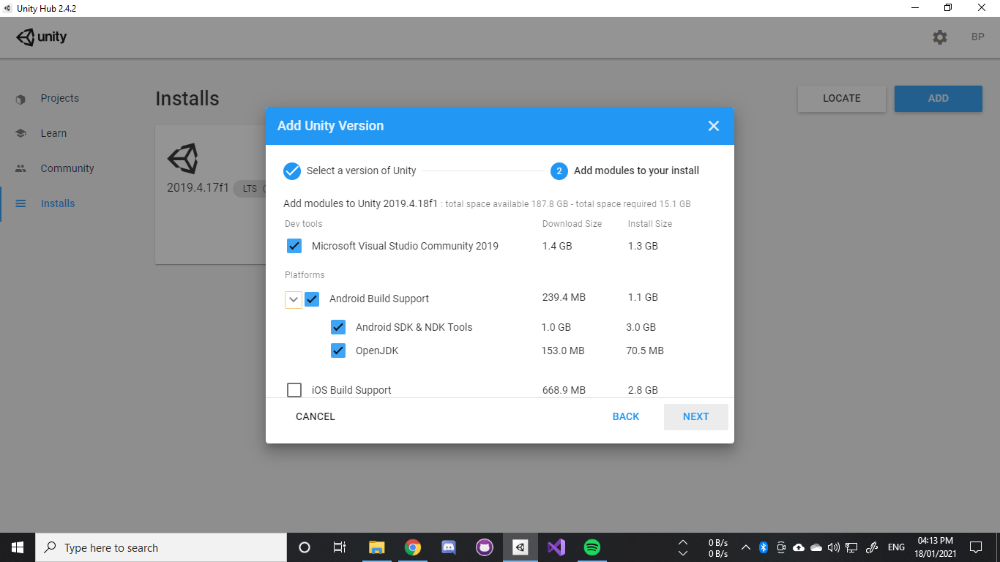 Unity Hub 2.4.2
unity
BP
Projects
Learn
Community
Installs
Installs
LOCATE
ADD
2019.4.17f1 LTS
Add Unity Version
Select a version of Unity
2 Add modules to your install
Add modules to Unity 2019.4.18f1 : total space available 187.8 GB - total space required 15.1 GB
Dev tools Download Size Install Size
Microsoft Visual Studio Community 2019 1.4 GB 1.3 GB
Platforms
Android Build Support 239.4 MB 1.1 GB
Android SDK & NDK Tools 1.0 GB 3.0 GB
OpenJDK 153.0 MB 70.5 MB
iOS Build Support 668.9 MB 2.8 GB
CANCEL BACK NEXT
Type here to search
0 B/s
0 B/s
ENG
04:13 PM
18/01/2021